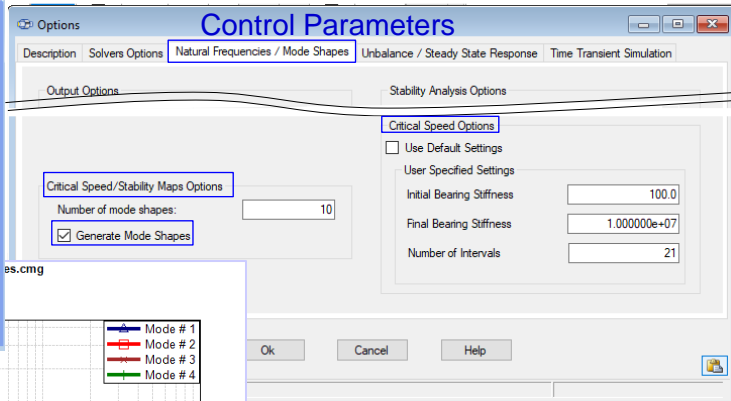 Options
Control Parameters
Description
Solvers Options
Natural Frequencies / Mode Shapes
Unbalance / Steady State Response
Time Transient Simulation
Output Options
Stability Analysis Options
Critical Speed Options
Use Default Settings
User Specified Settings
Initial Bearing Stiffness
100.0
Final Bearing Stiffness
1.000000e+07
Number of Intervals
21
Critical Speed/Stability Maps Options
Number of mode shapes:
10
Generate Mode Shapes
es.cmg
Mode # 1
Mode # 2
Mode # 3
Mode # 4
Ok
Cancel
Help